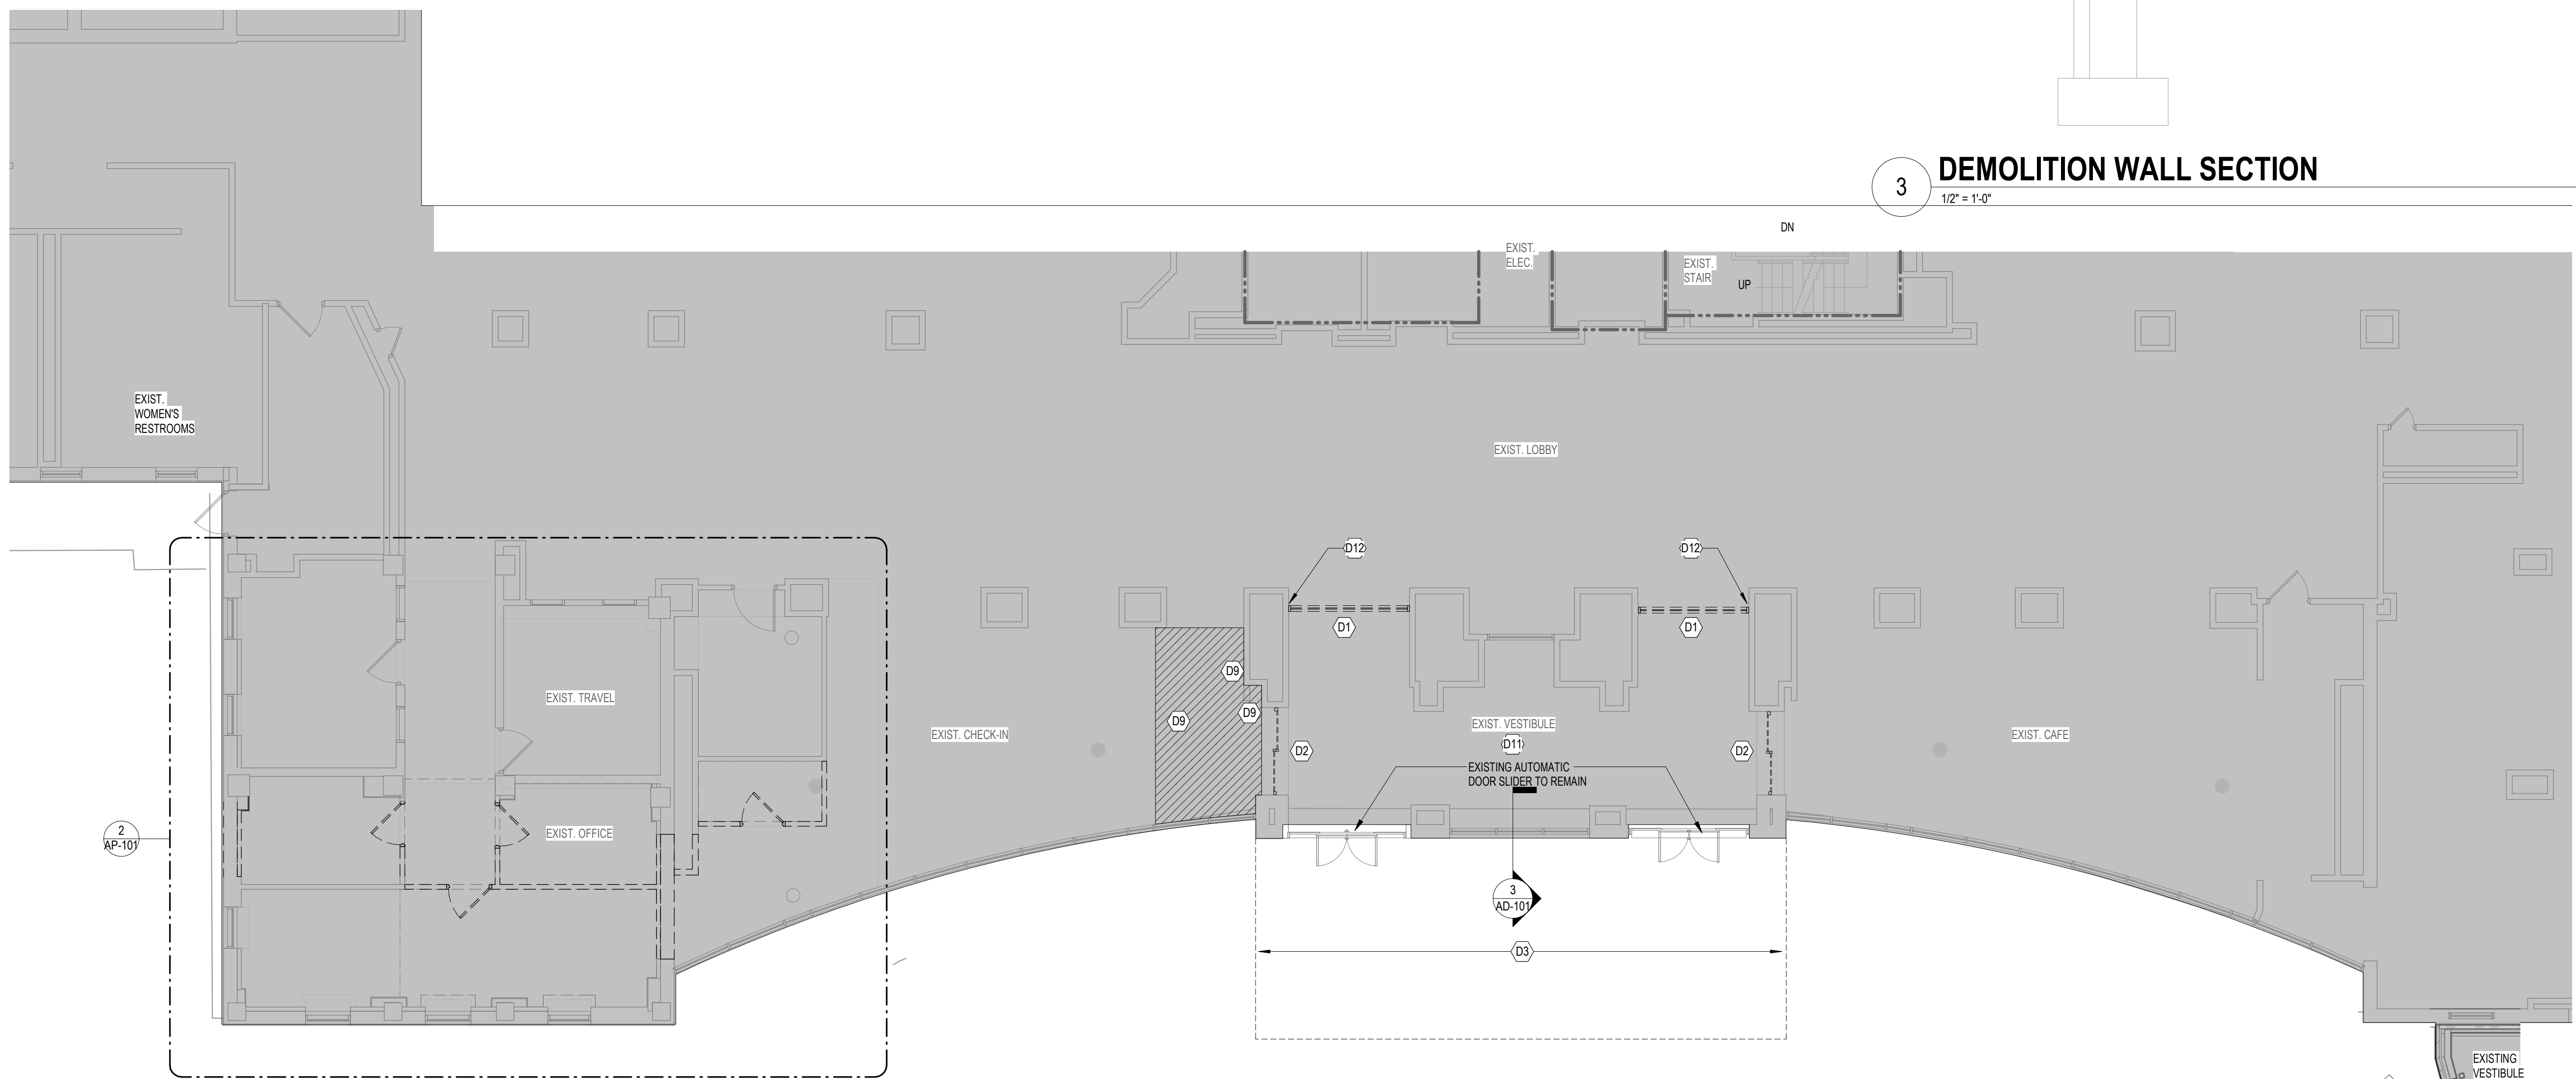 3
DEMOLITION WALL SECTION
1/2" = 1'-0"
DN
EXIST.
ELEC.
EXIST.
STAIR
UP
EXIST.
WOMEN'S
RESTROOMS
EXIST. LOBBY
D12
D12
D1
D1
D9
EXIST. TRAVEL
D9
D9
EXIST. VESTIBULE
EXIST. CHECK-IN
EXIST. CAFE
D2
D11
D2
EXISTING AUTOMATIC
DOOR SLIDER TO REMAIN
2
AP-101
EXIST. OFFICE
3
AD-101
D3
EXISTING
VESTIBULE